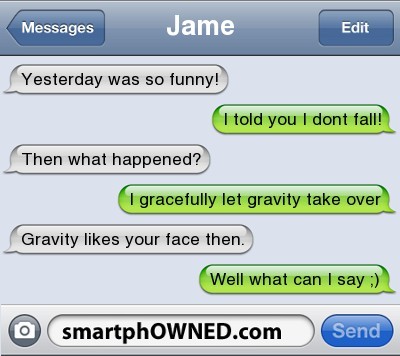 Messages
Jame
Edit
Yesterday was so funny!
I told you I dont fall!
Then what happened?
I gracefully let gravity take over
Gravity likes your face then.
Well what can I say ;)
smartphOWNED.com
Send